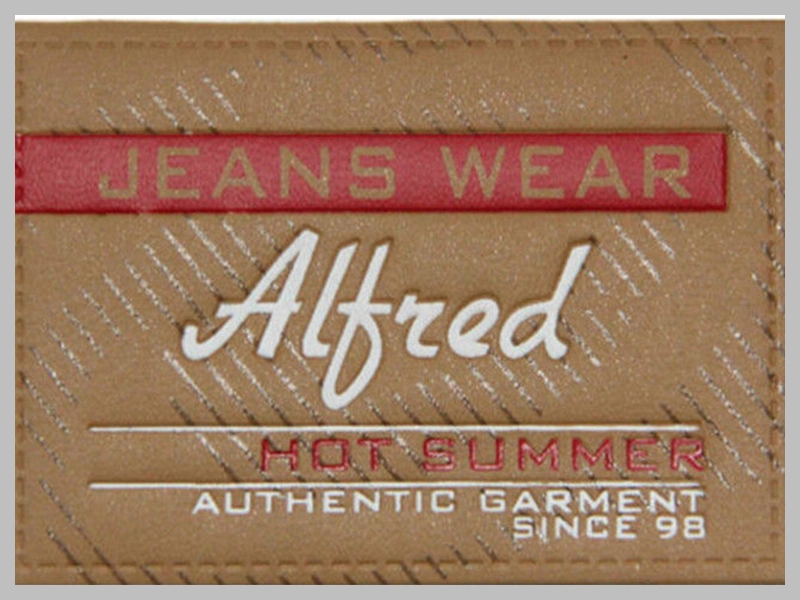 JEANS WEAR
Alfred
HOT SUMMER
AUTHENTIC GARMENT
SINCE 98